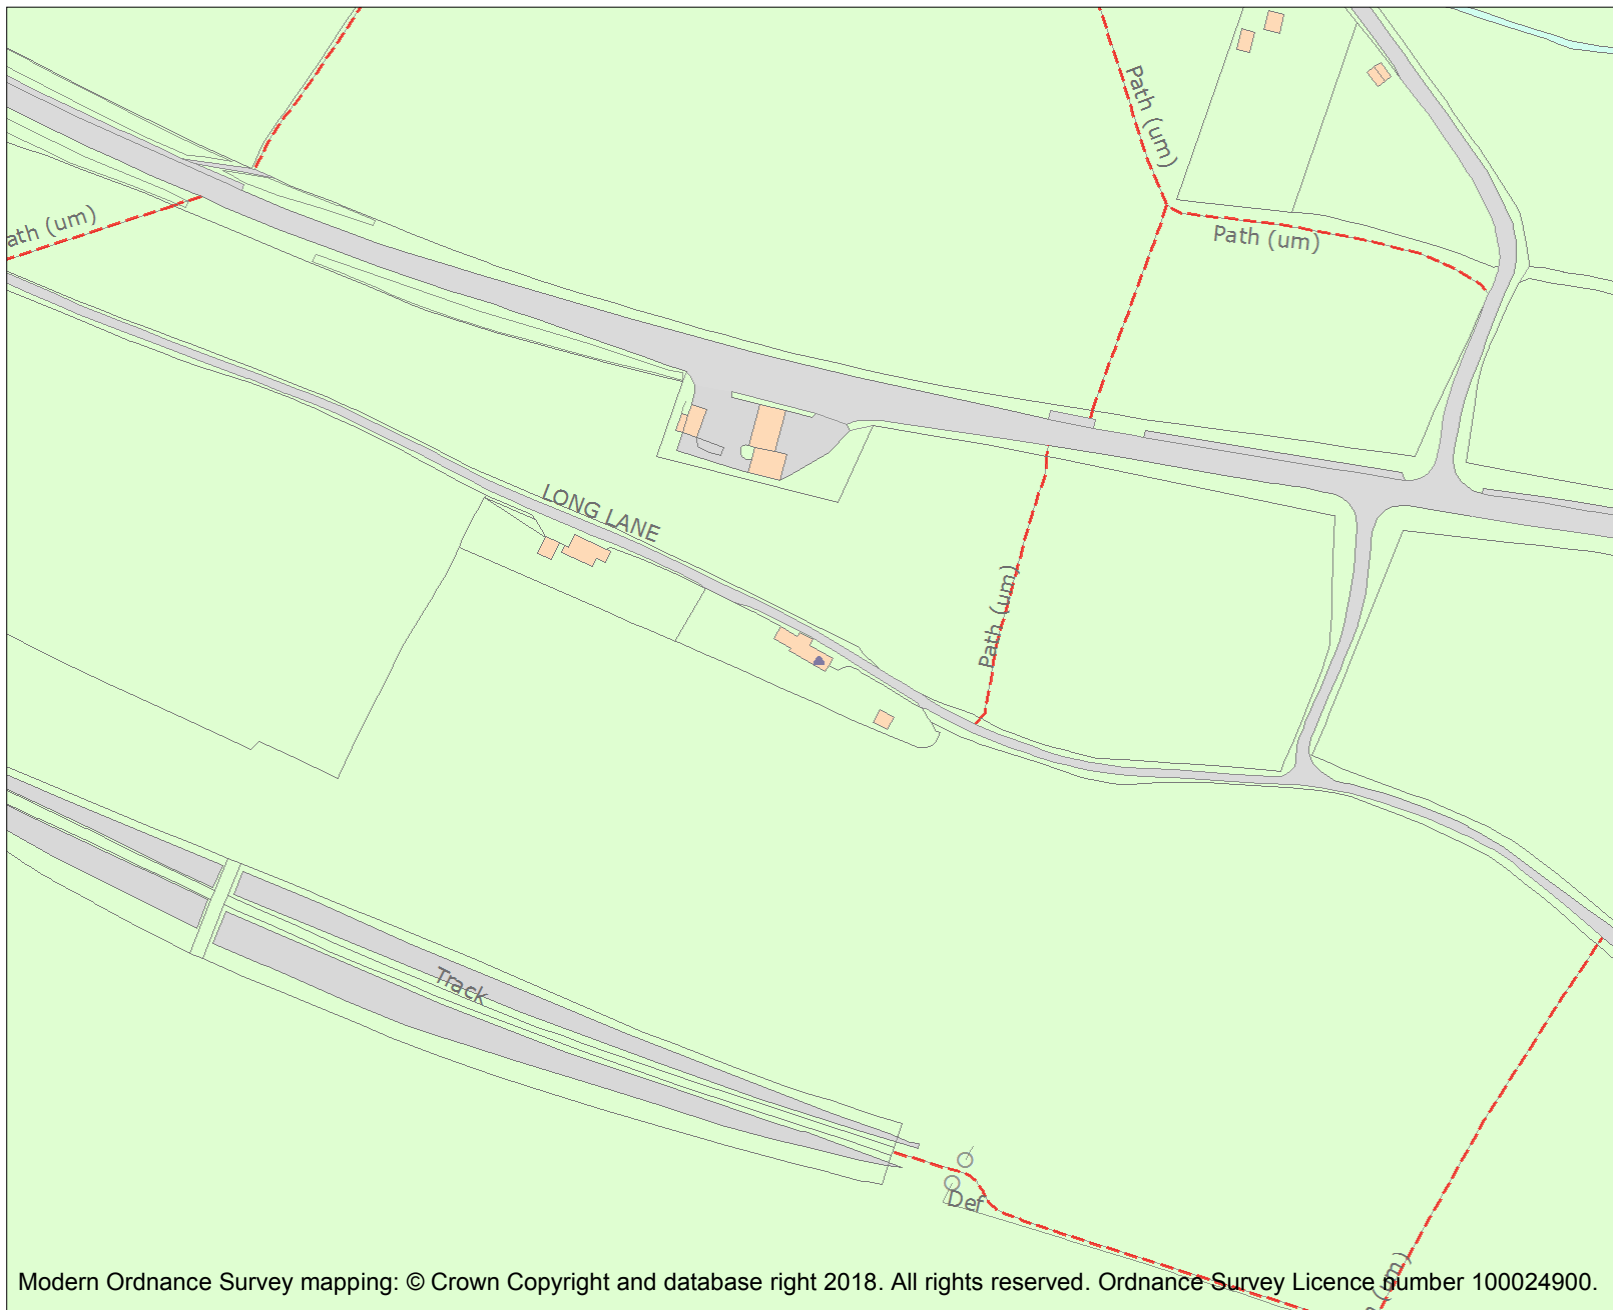 Path (um)
Path (um)
ath (um)
LONG LANE
Path (um)
Track
Def
(um)
Modern Ordnance Survey mapping: © Crown Copyright and database right 2018. All rights reserved. Ordnance Survey Licence number 100024900.